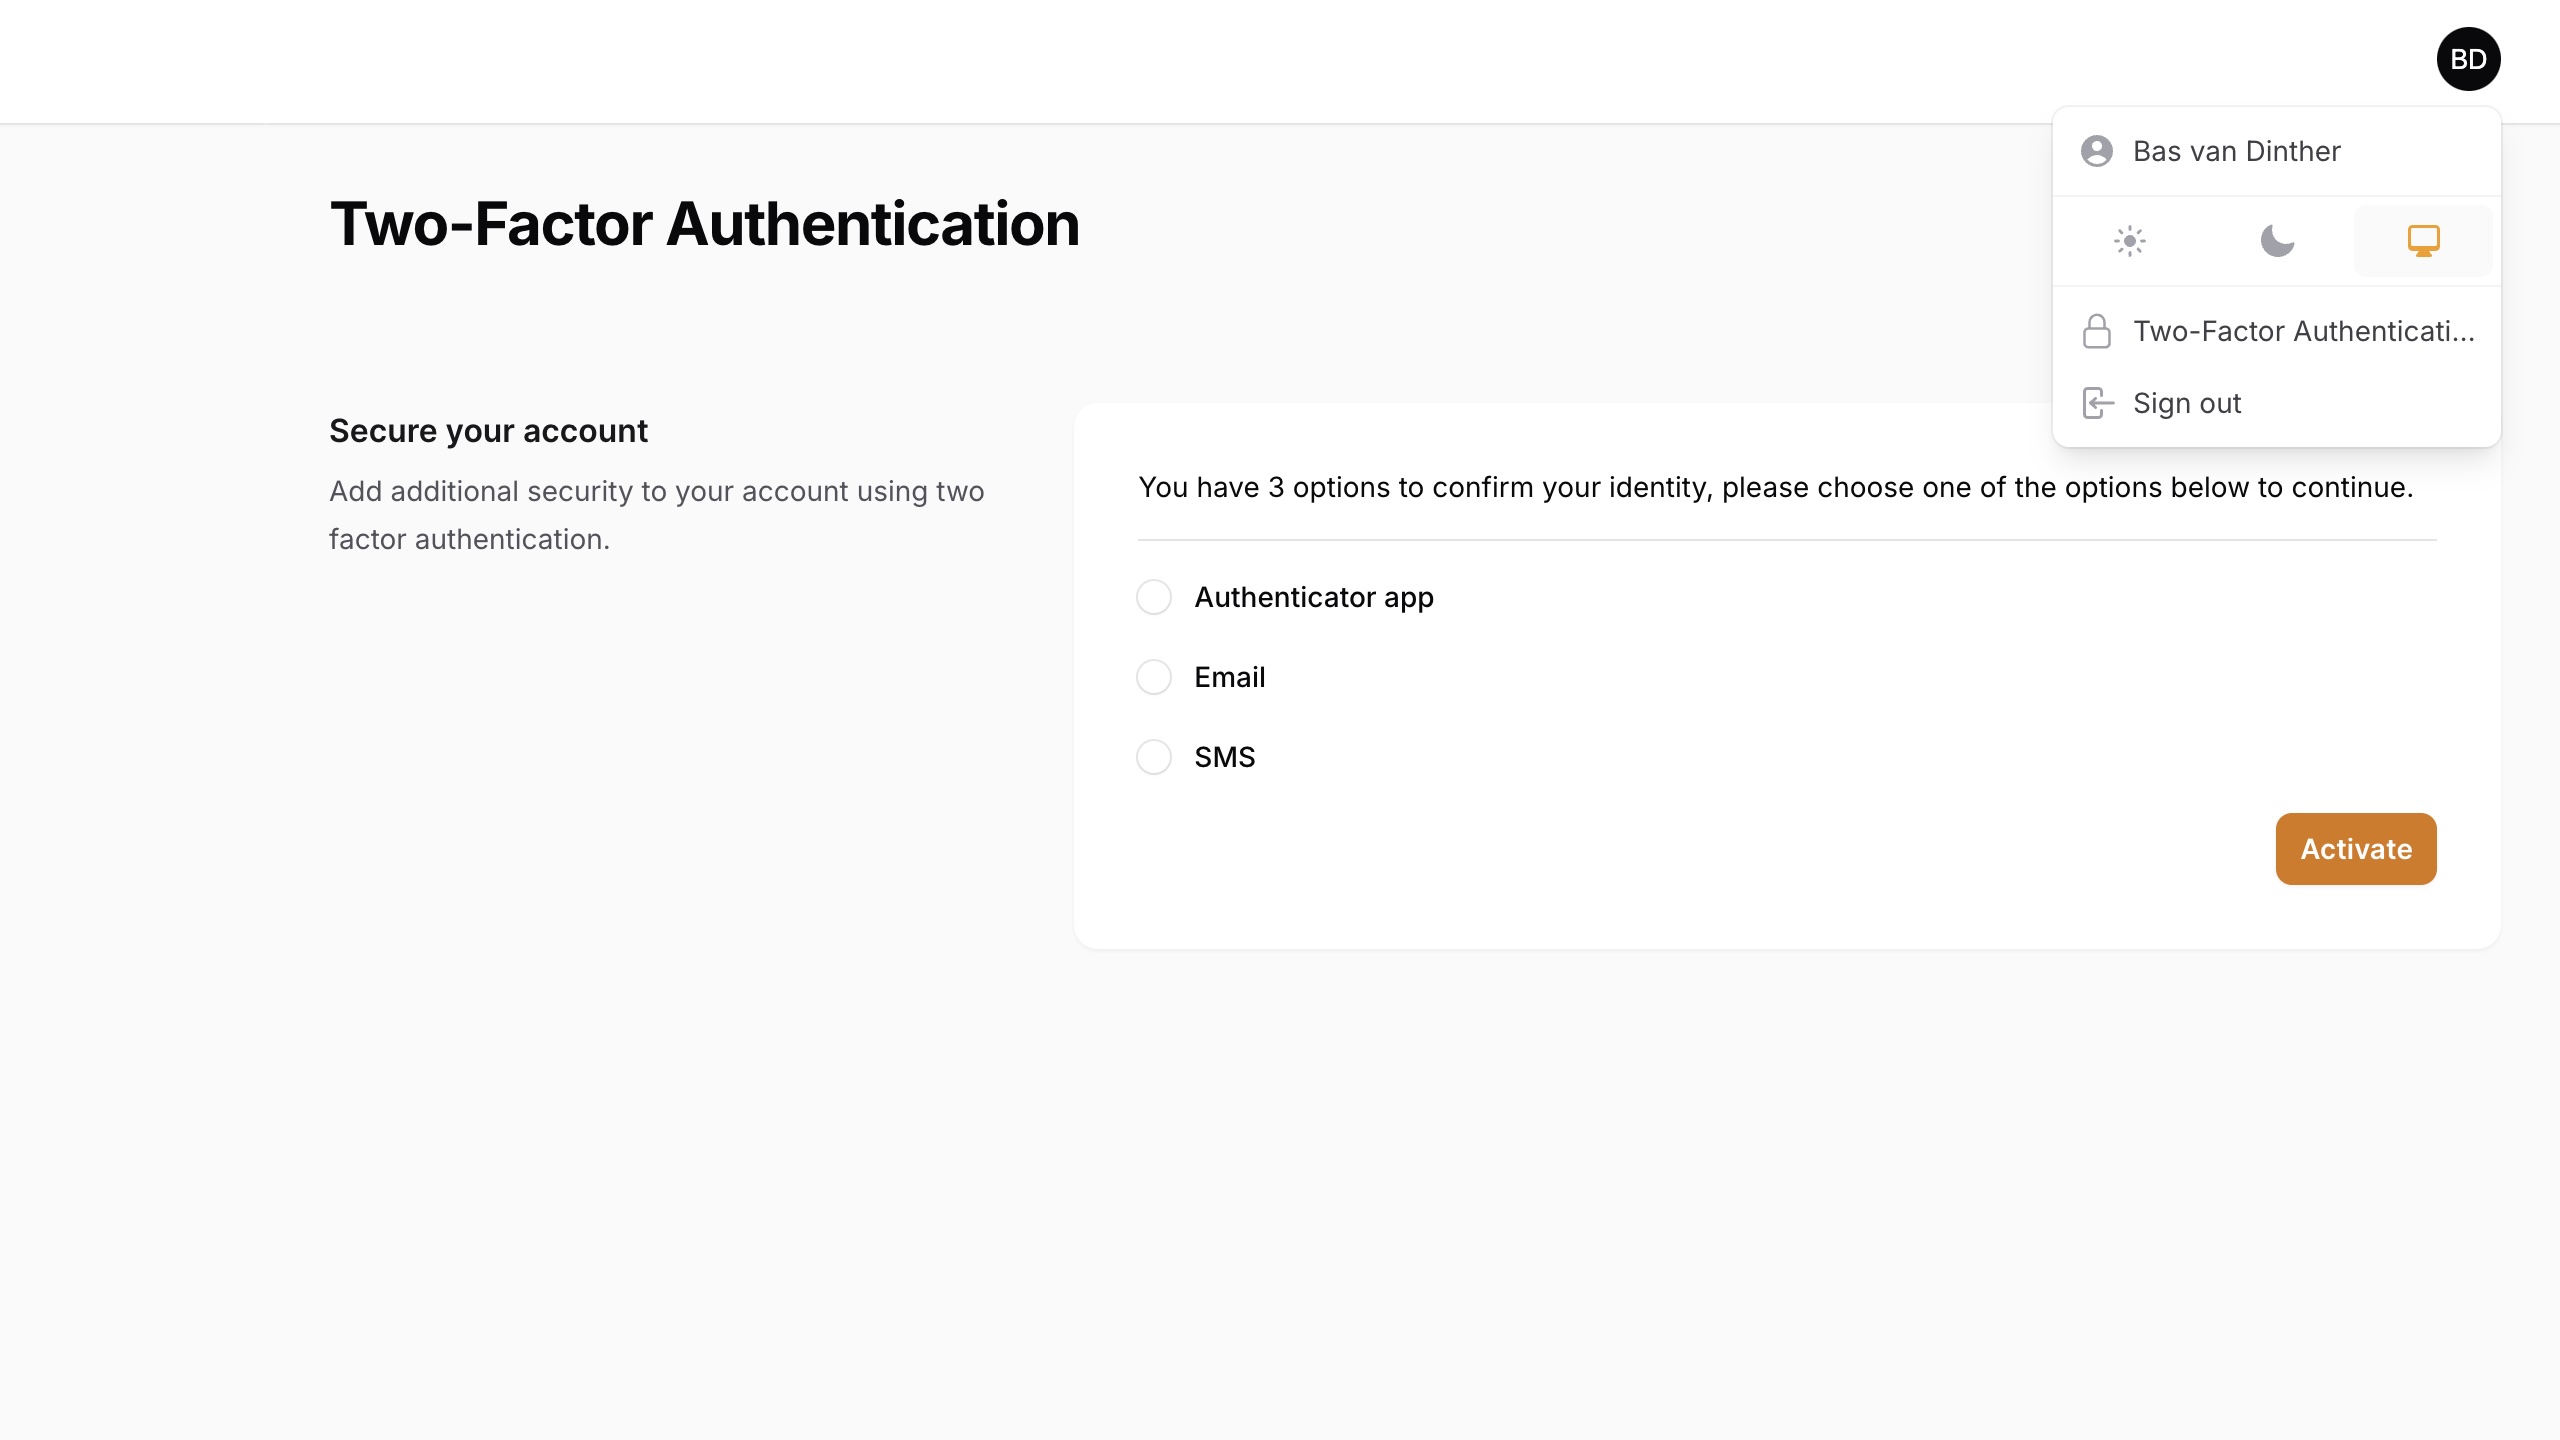 BD
Bas van Dinther
Two-Factor Authenticati...
Sign out
Two-Factor Authentication
Secure your account
Add additional security to your account using two
factor authentication.
You have 3 options to confirm your identity, please choose one of the options below to continue.
Authenticator app
Email
SMS
Activate